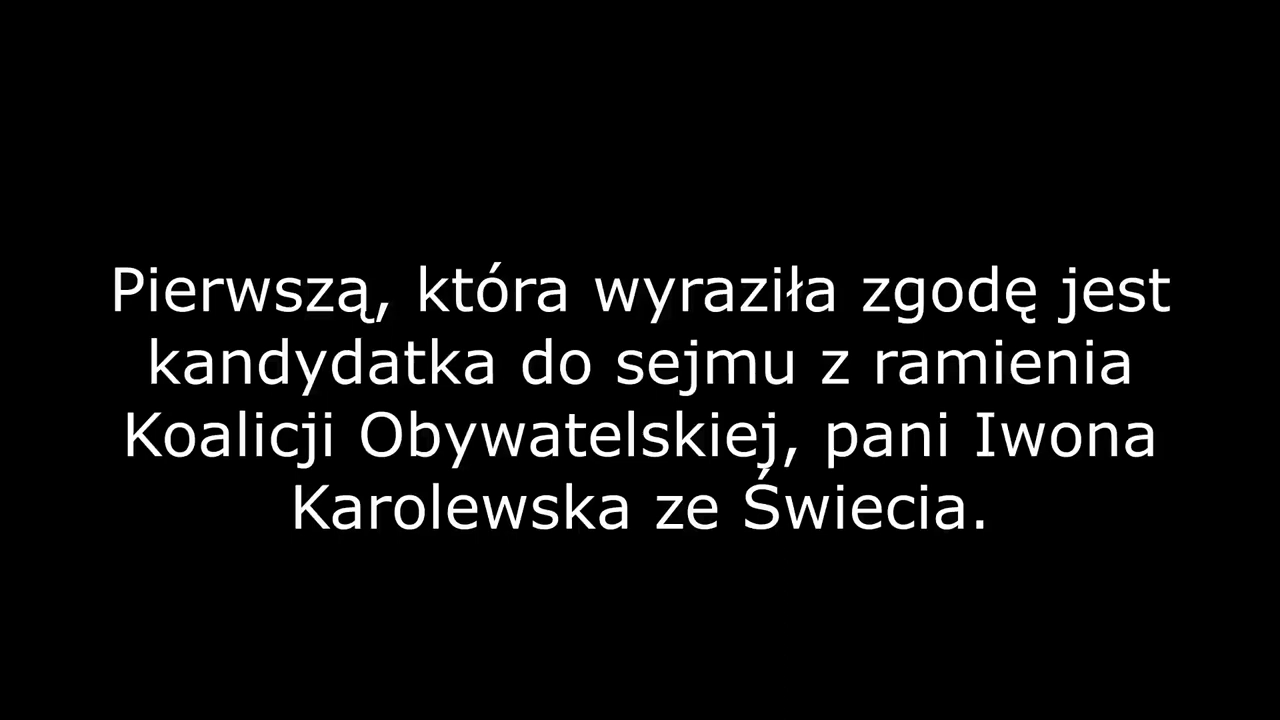 Pierwszą, która wyraziła zgodę jest
kandydatka do sejmu z ramienia
Koalicji Obywatelskiej, pani Iwona
Karolewska ze Świecia.